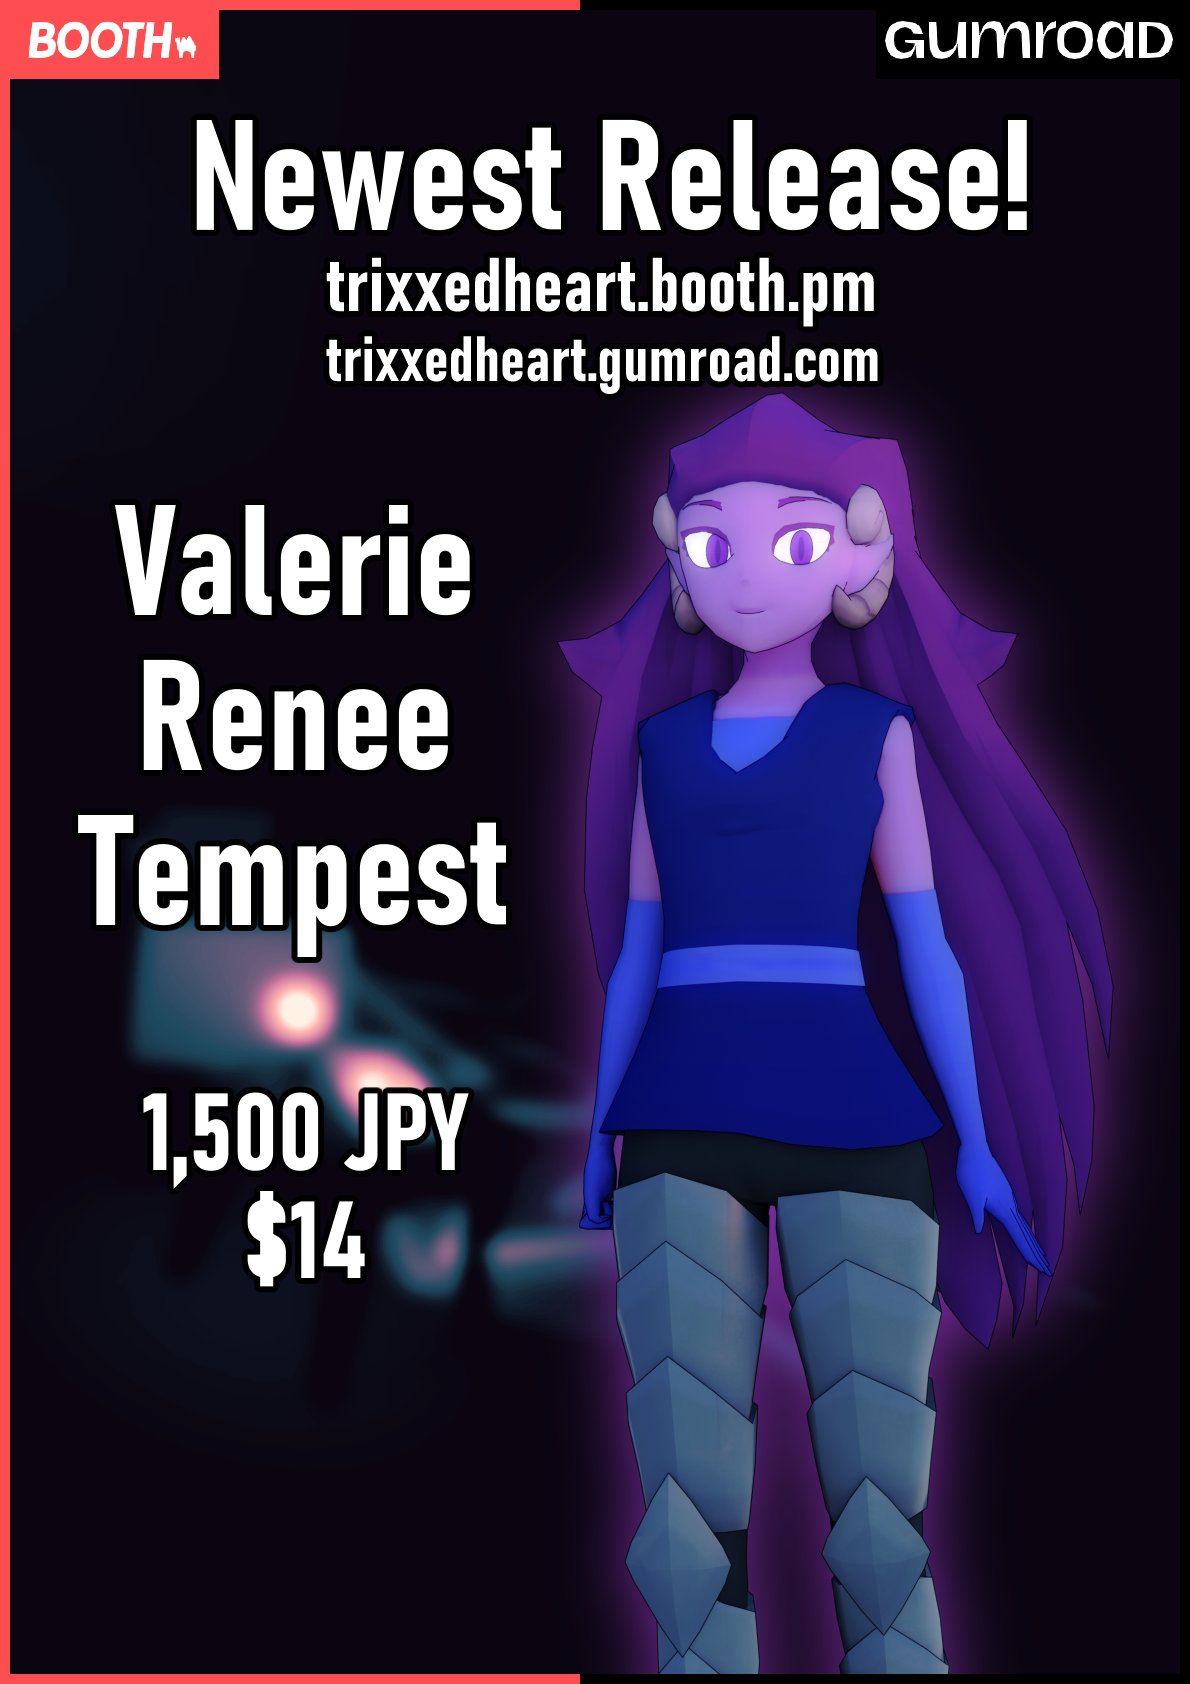 BOOTH
GUMROAD
Newest Release!
trixxedheart.booth.pm
trixxedheart.gumroad.com
Valerie
Renee
Tempest
1,500 JPY
$14